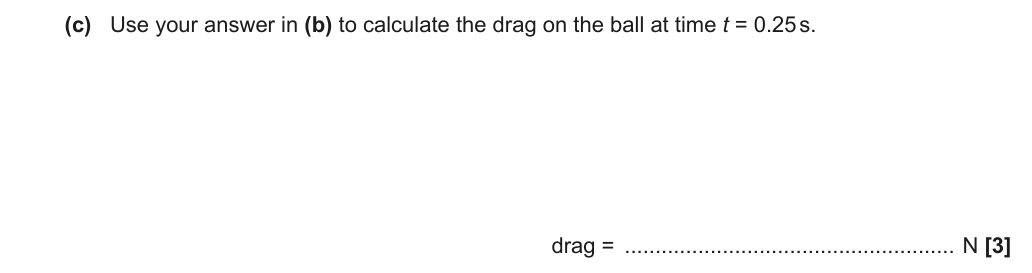 (c) Use your answer in (b) to calculate the drag on the ball at time t = 0.25 s.
drag = ...................................................... N [3]